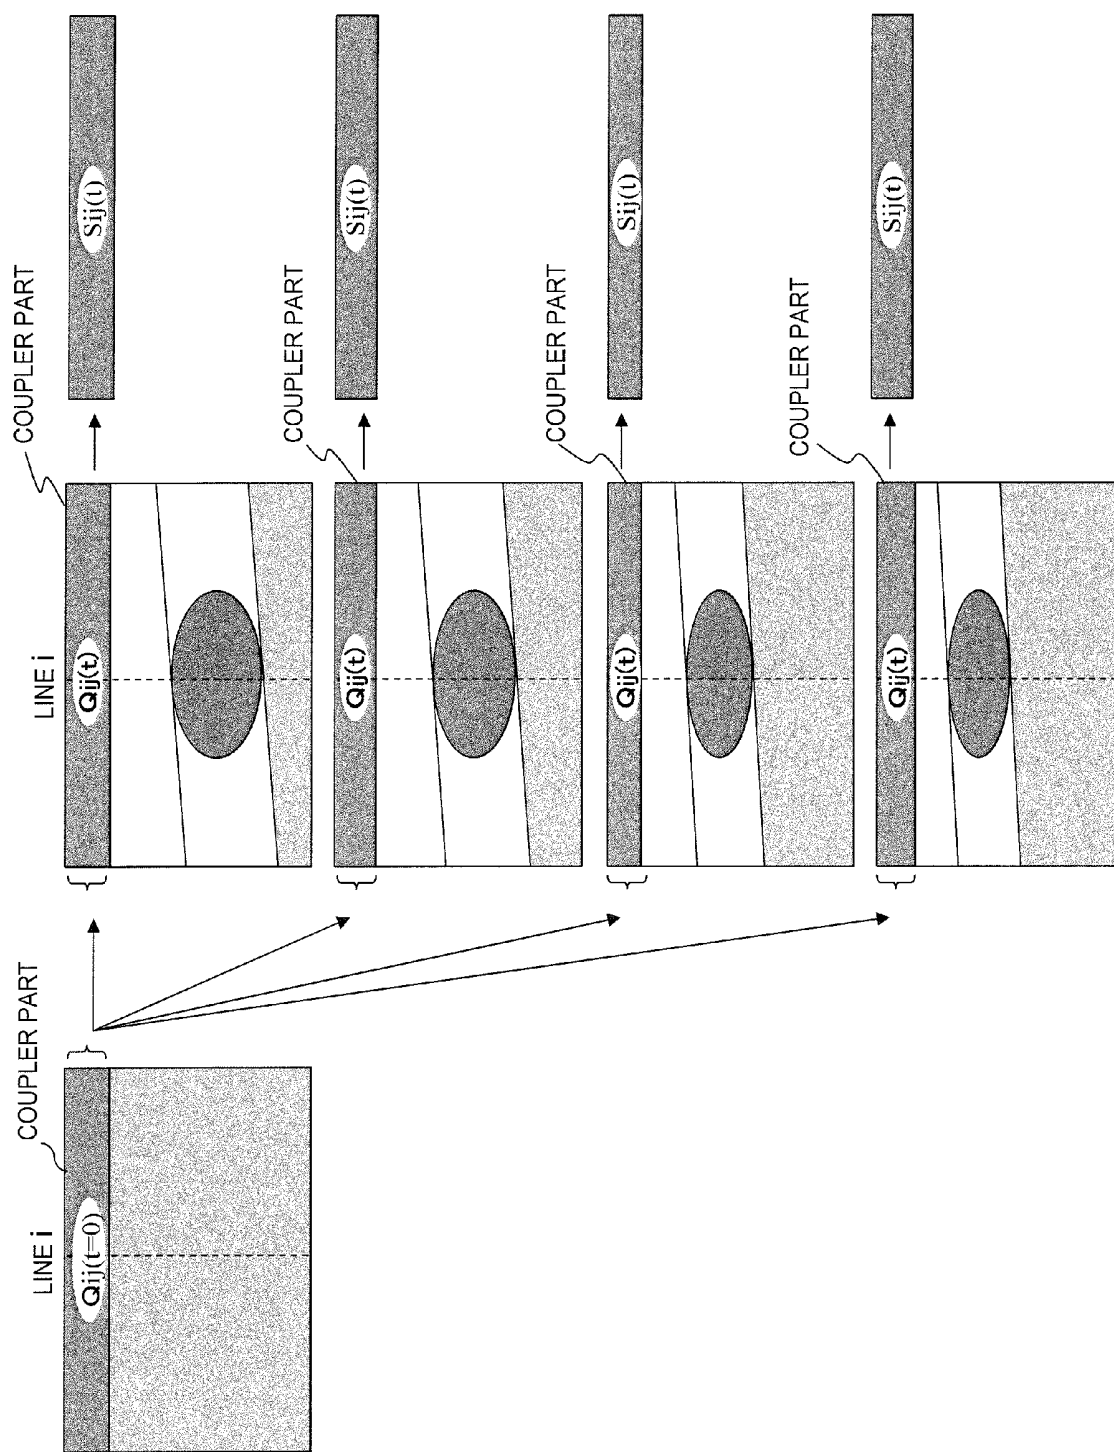 LINE i
COUPLER PART
Qij(t=0)
LINE i
COUPLER PART
Qij(t)
Sij(t)
COUPLER PART
Qij(t)
Sij(t)
COUPLER PART
Qij(t)
Sij(t)
COUPLER PART
Qij(t)
Sij(t)